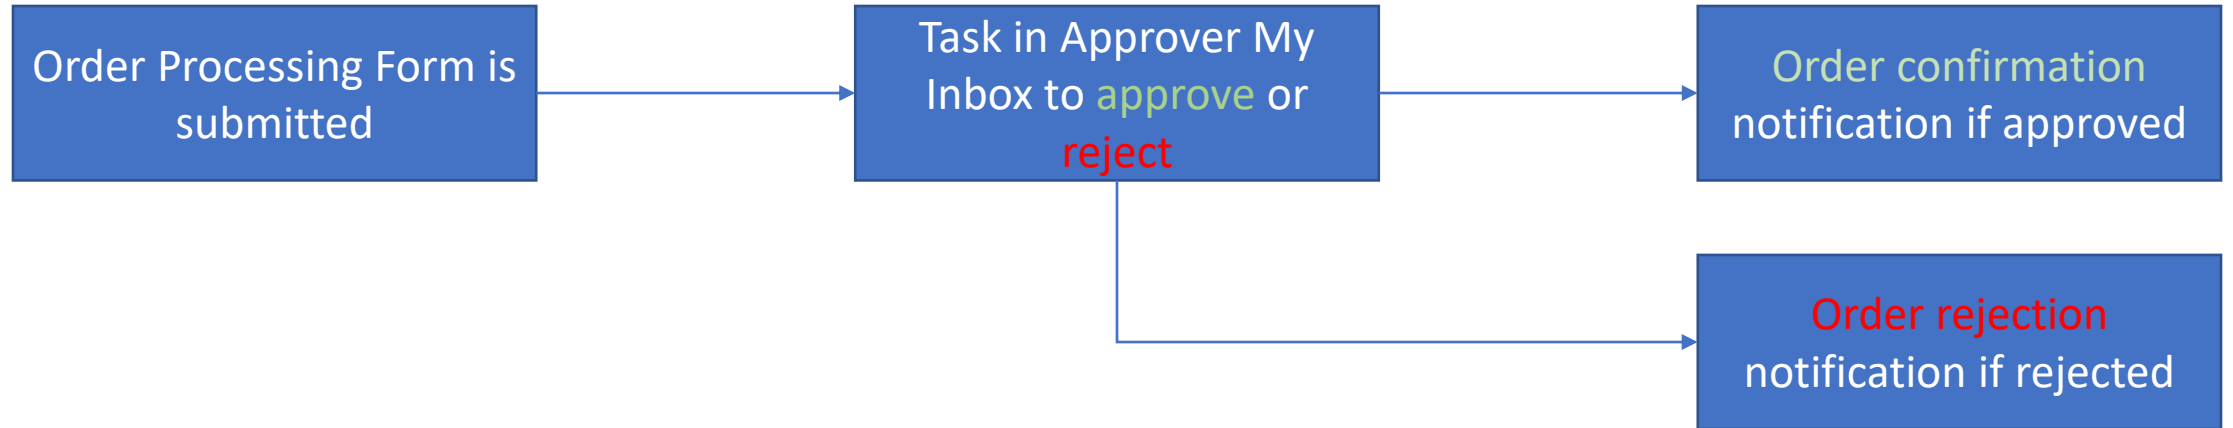 Order Processing Form is
submitted
Task in Approver My
Inbox to approve or
reject
Order confirmation
notification if approved
Order rejection
notification if rejected